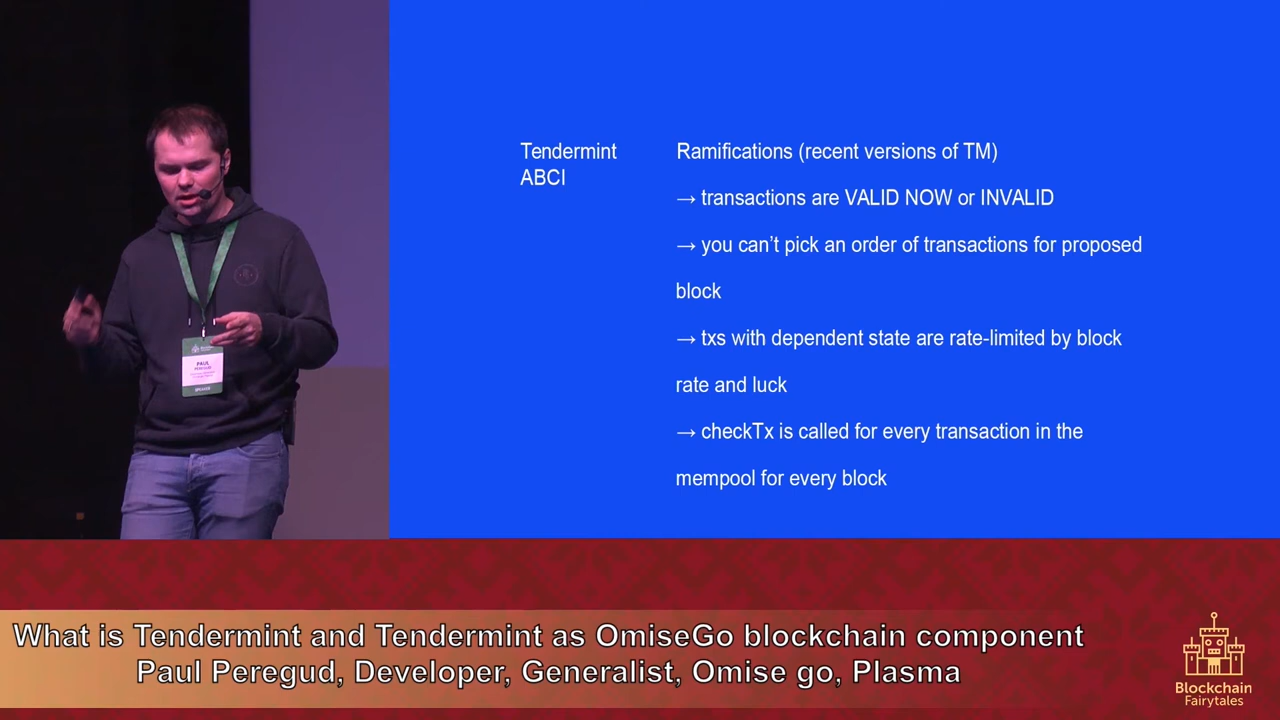 Tendermint
ABCI
Ramifications (recent versions of TM)
→ transactions are VALID NOW or INVALID
→ you can’t pick an order of transactions for proposed
block
→ txs with dependent state are rate-limited by block
rate and luck
→ checkTx is called for every transaction in the
mempool for every block
PAUL
PEREGUD
SPEAKER
What is Tendermint and Tendermint as OmiseGo blockchain component
Paul Peregud, Developer, Generalist, Omise go, Plasma
Blockchain
Fairytales